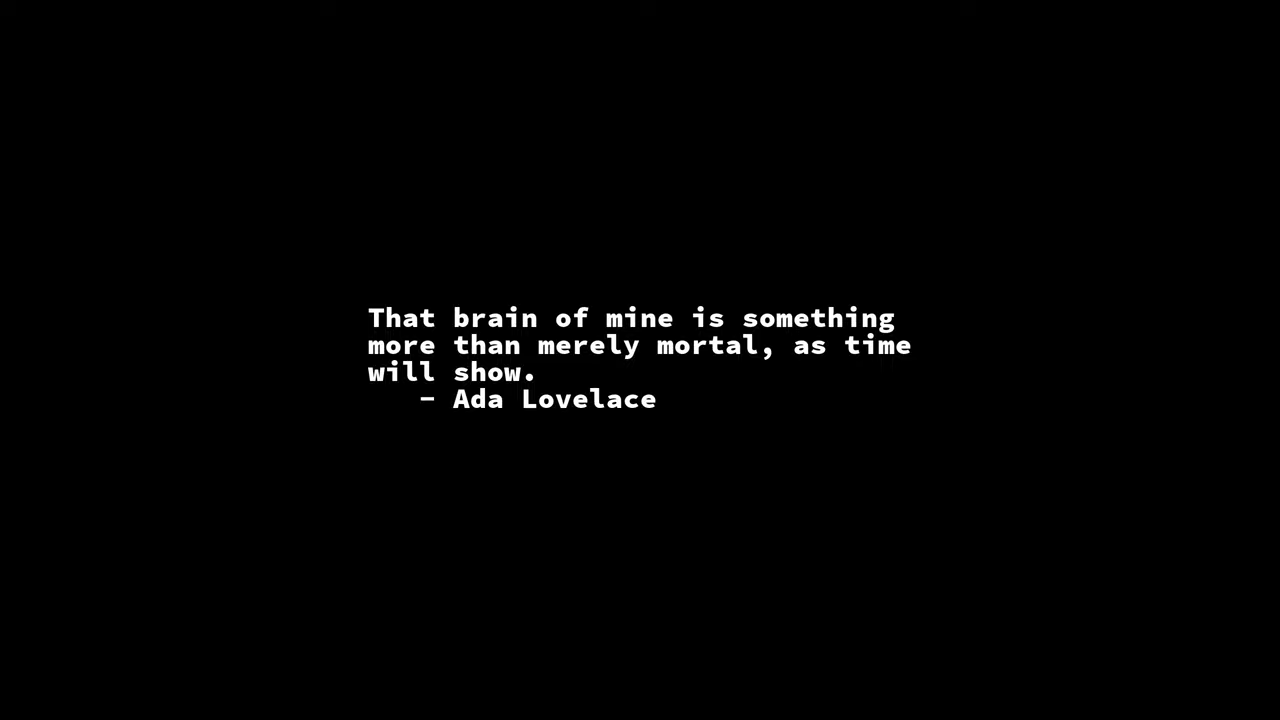 That brain of mine is something
more than merely mortal, as time
will show.
- Ada Lovelace